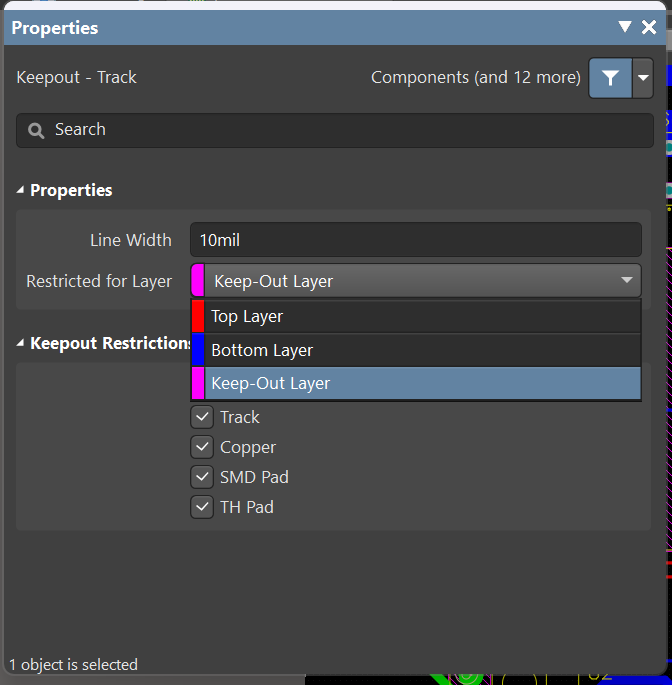 Properties
Keepout - Track
Components (and 12 more)
Search
Properties
Line Width
10mil
Restricted for Layer
Keep-Out Layer
Top Layer
Bottom Layer
Keep-Out Layer
Keepout Restrictions
Track
Copper
SMD Pad
TH Pad
1 object is selected